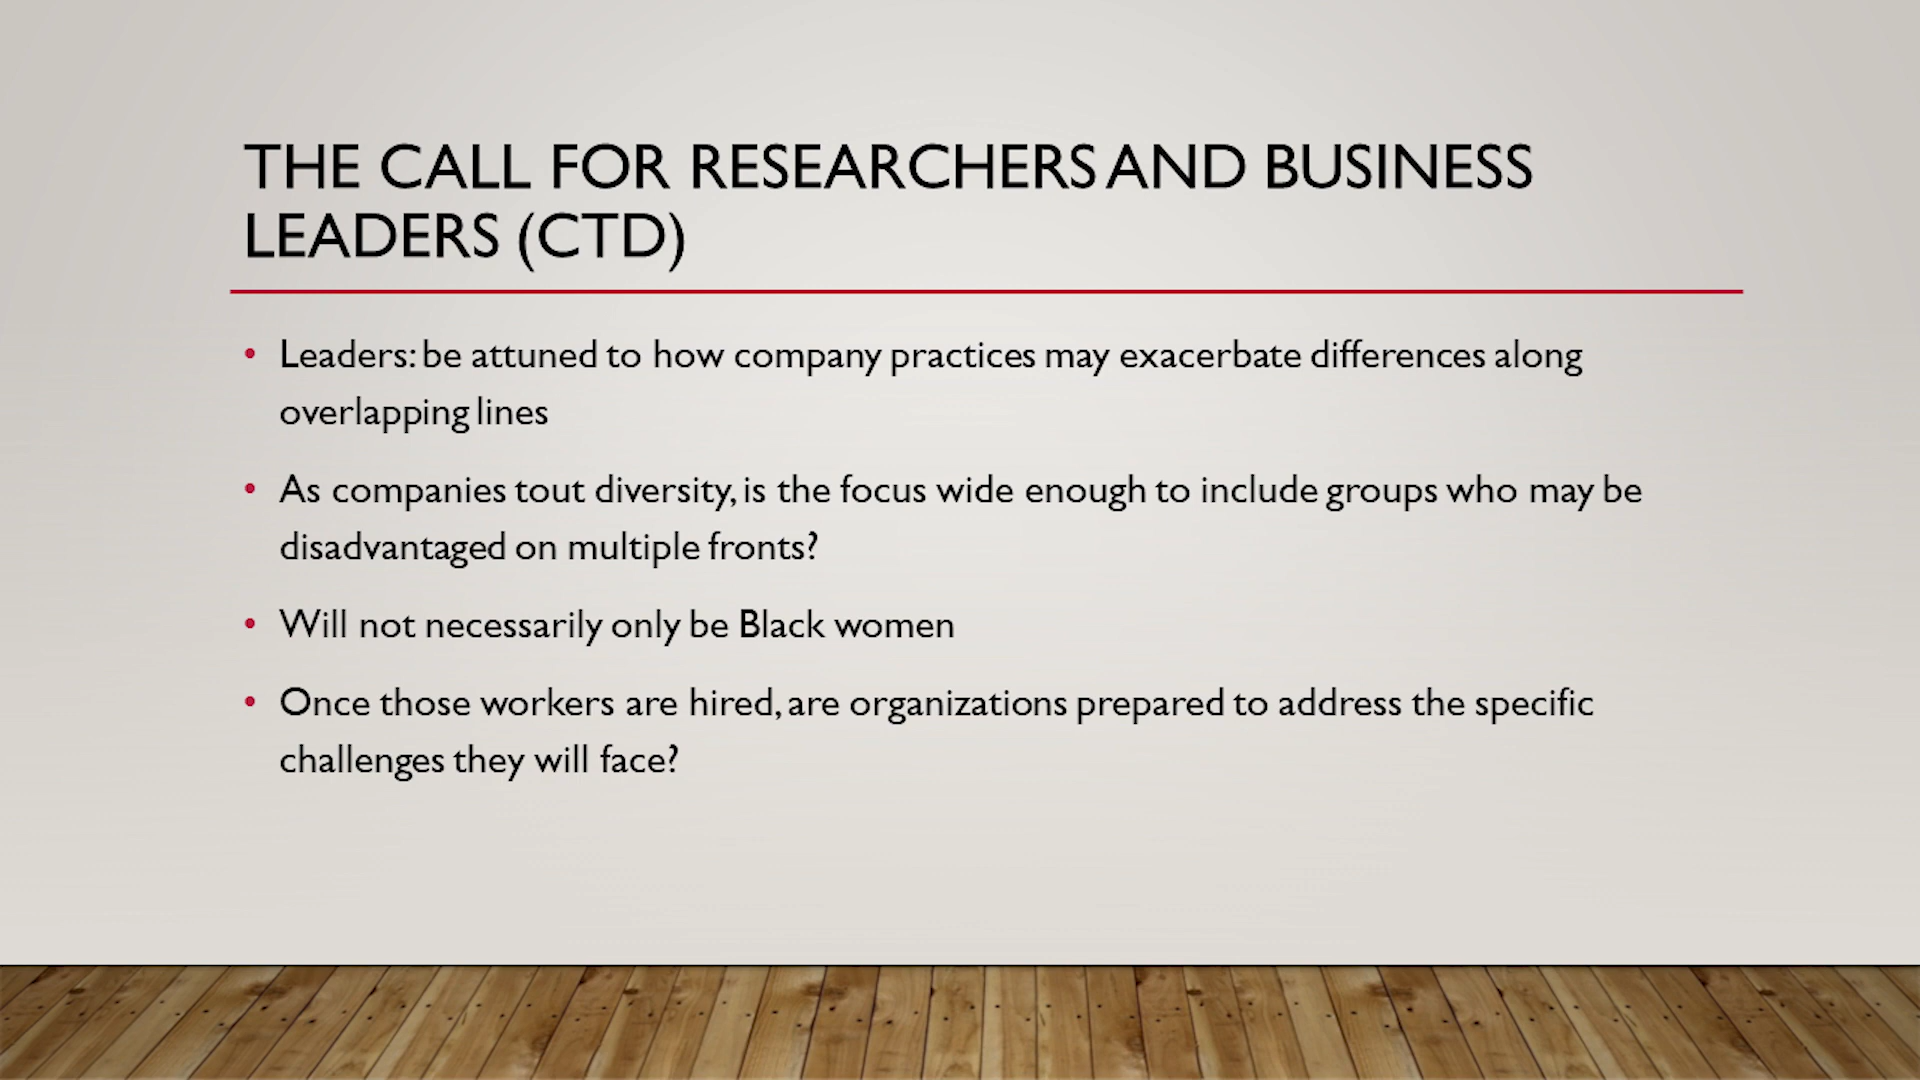 THE CALL FOR RESEARCHERS AND BUSINESS
LEADERS (CTD)
• Leaders: be attuned to how company practices may exacerbate differences along
overlapping lines
• As companies tout diversity, is the focus wide enough to include groups who may be
disadvantaged on multiple fronts?
• Will not necessarily only be Black women
• Once those workers are hired, are organizations prepared to address the specific
challenges they will face?